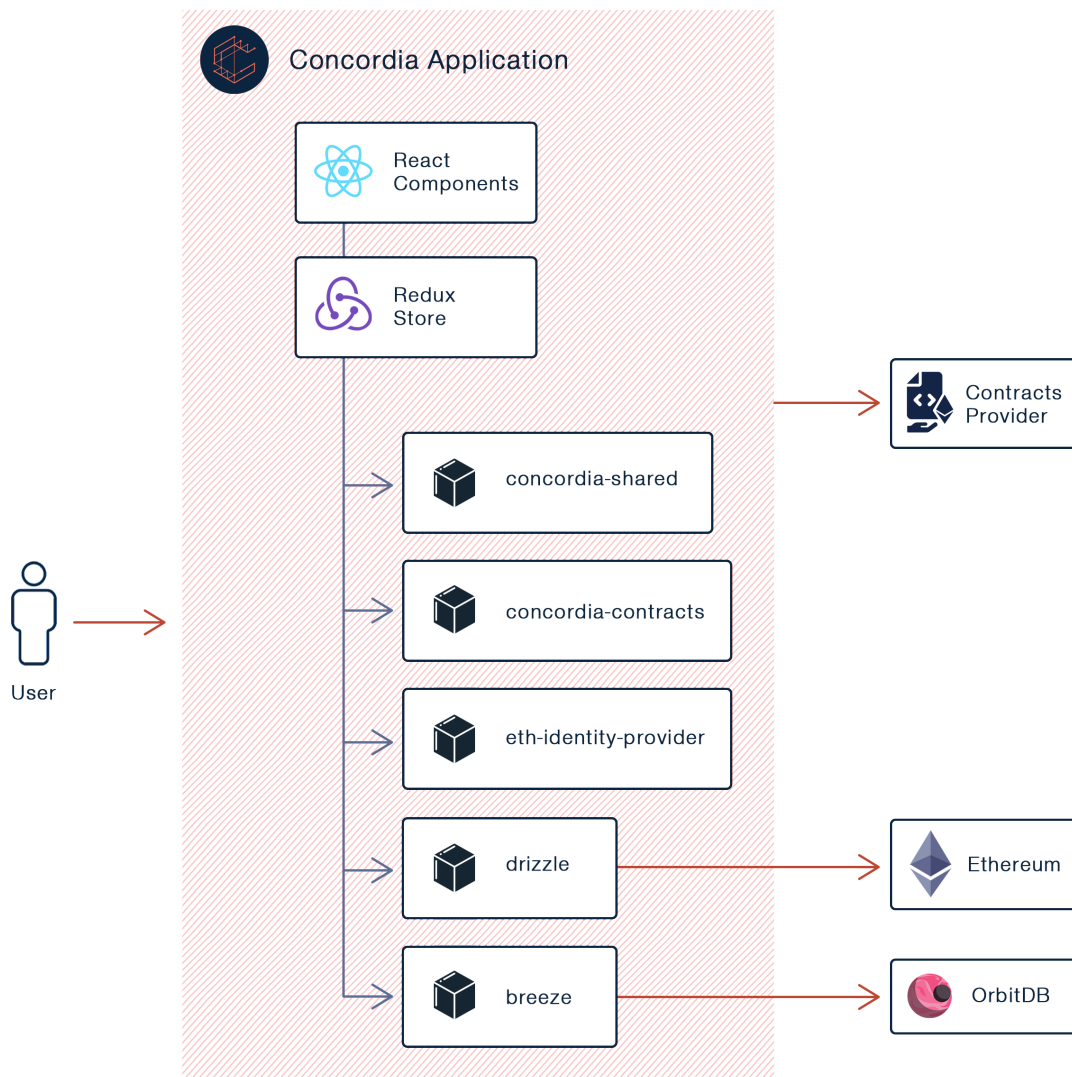 Concordia Application
React
Components
Redux
Store
Contracts
Provider
concordia-shared
concordia-contracts
User
eth-identity-provider
drizzle
Ethereum
breeze
OrbitDB